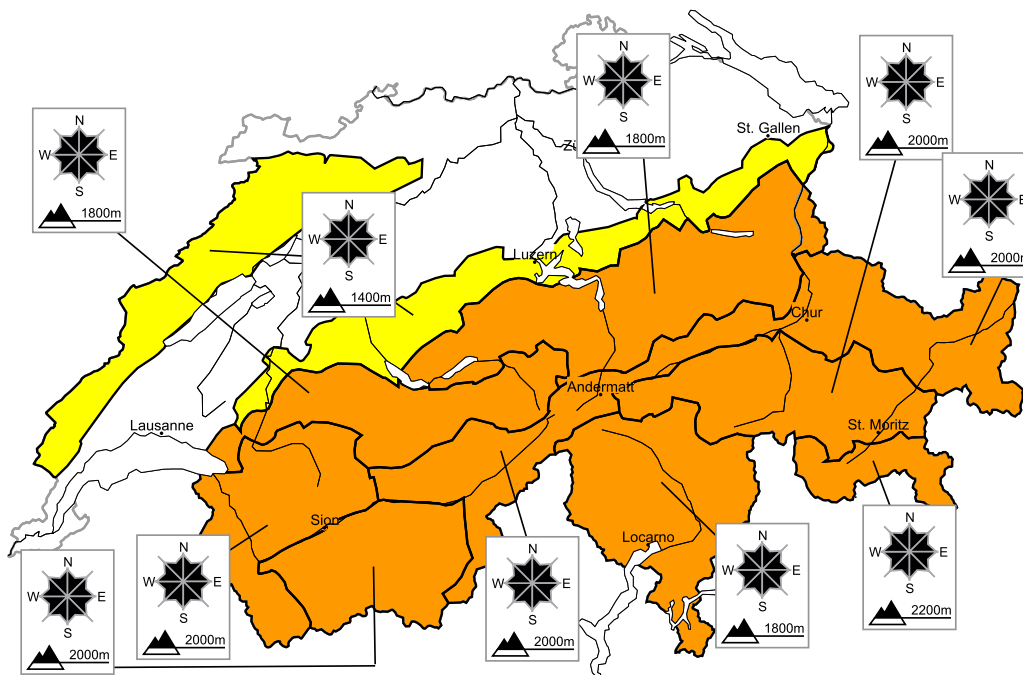 N
W E
S
1800m
N
W E
S
1800m
N
W E
S
2000m
N
W E
S
2000m
N
W E
S
1400m
St. Gallen
Luzern
Chur
Andermatt
Lausanne
St. Moritz
Sion
Locarno
N
W E
S
2000m
N
W E
S
2000m
N
W E
S
2000m
N
W E
S
1800m
N
W E
S
2200m